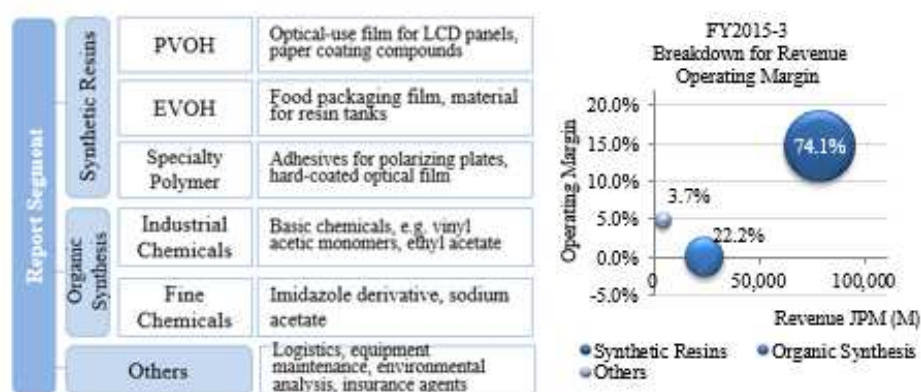 Report Segment
Synthetic Resins
PVOH
Optical-use film for LCD panels,
paper coating compounds
EVOH
Food packaging film, material
for resin tanks
Specialty
Polymer
Adhesives for polarizing plates,
hard-coated optical film
Organic
Synthesis
Industrial
Chemicals
Basic chemicals, e.g. vinyl
acetic monomers, ethyl acetate
Fine
Chemicals
Imidazole derivative, sodium
acetate
Others
Logistics, equipment
maintenance, environmental
analysis, insurance agents
FY2015-3
Breakdown for Revenue
Operating Margin
Operating Margin
20.0%
15.0%
10.0%
5.0%
0.0%
-5.0%
74.1%
3.7%
22.2%
0
50,000
100,000
Revenue JPM (M)
Synthetic Resins
Organic Synthesis
Others